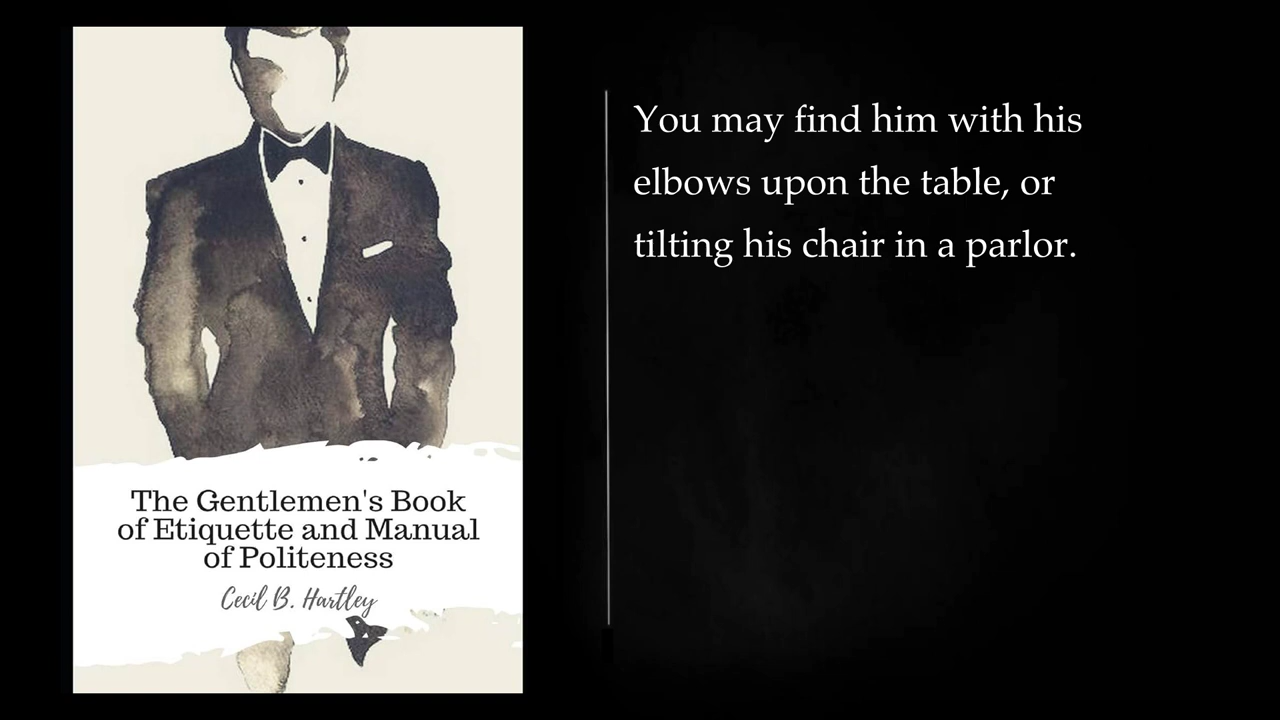 The Gentlemen's Book
of Etiquette and Manual
of Politeness
Cecil B. Hartley
You may find him with his
elbows upon the table, or
tilting his chair in a parlor.